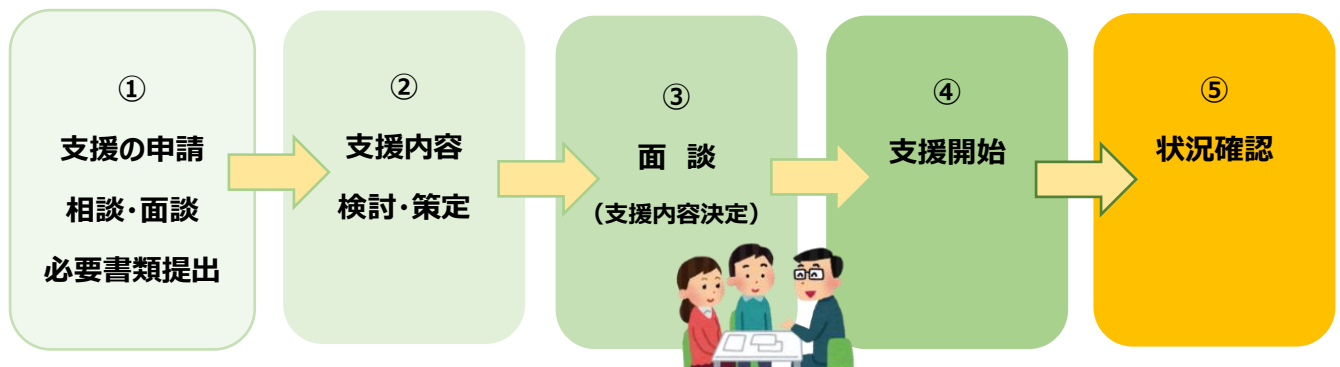 ①
支援の申請
相談･面談
必要書類提出
②
支援内容
検討･策定
③
面　談
（支援内容決定）
④
支援開始
⑤
状況確認